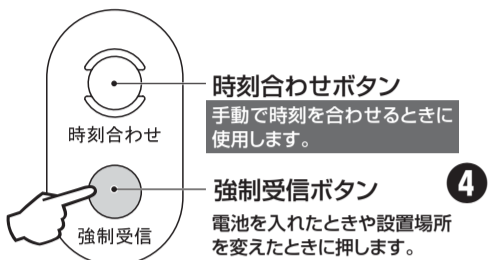 時刻合わせボタン
手動で時刻を合わせるときに
使用します。
時刻合わせ
強制受信ボタン
4
電池を入れたときや設置場所
を変えたときに押します。
強制受信